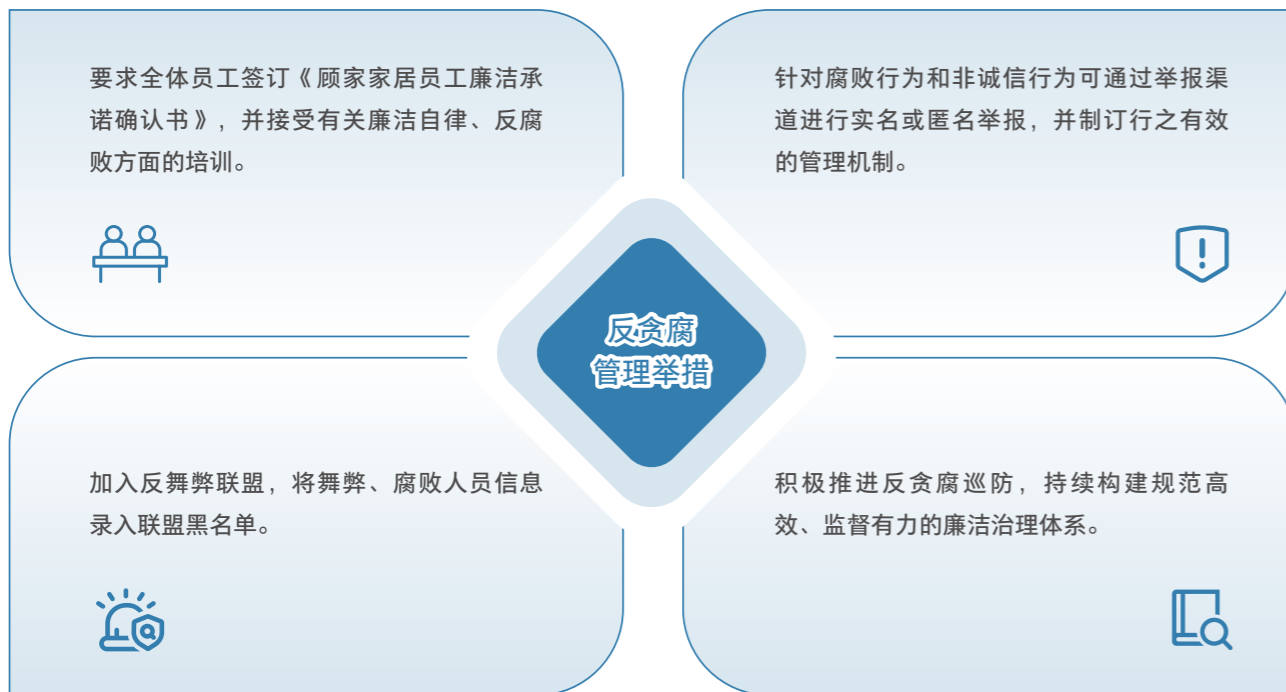 要求全体员工签订《顾家家居员工廉洁承
诺确认书》，并接受有关廉洁自律、反腐
败方面的培训。
针对腐败行为和非诚信行为可通过举报渠
道进行实名或匿名举报，并制订行之有效
的管理机制。
反贪腐
管理举措
加入反舞弊联盟，将舞弊、腐败人员信息
录入联盟黑名单。
积极推进反贪腐巡防，持续构建规范高
效、监督有力的廉洁治理体系。